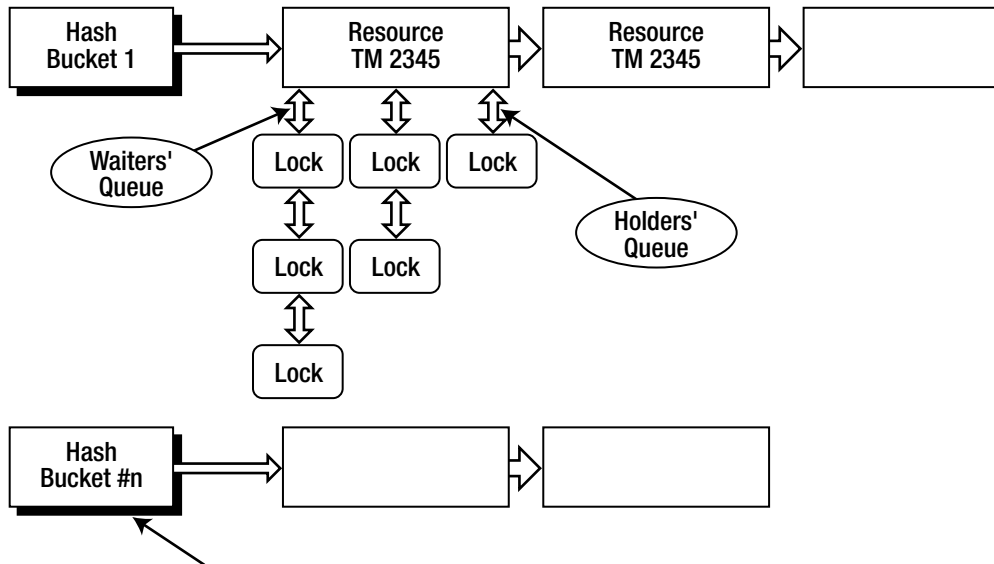 Hash
Bucket 1
Resource
TM 2345
Resource
TM 2345
Waiters'
Queue
Lock
Lock
Lock
Holders'
Queue
Lock
Lock
Lock
Hash
Bucket #n